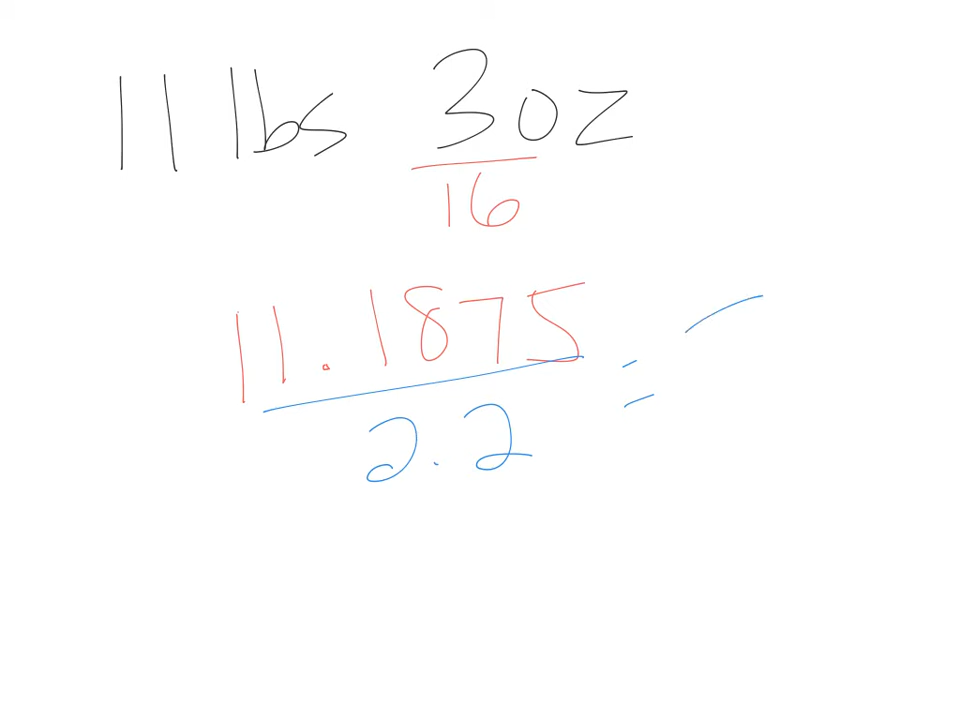 11 lbs 3oz
16
11.1875 =
2.2